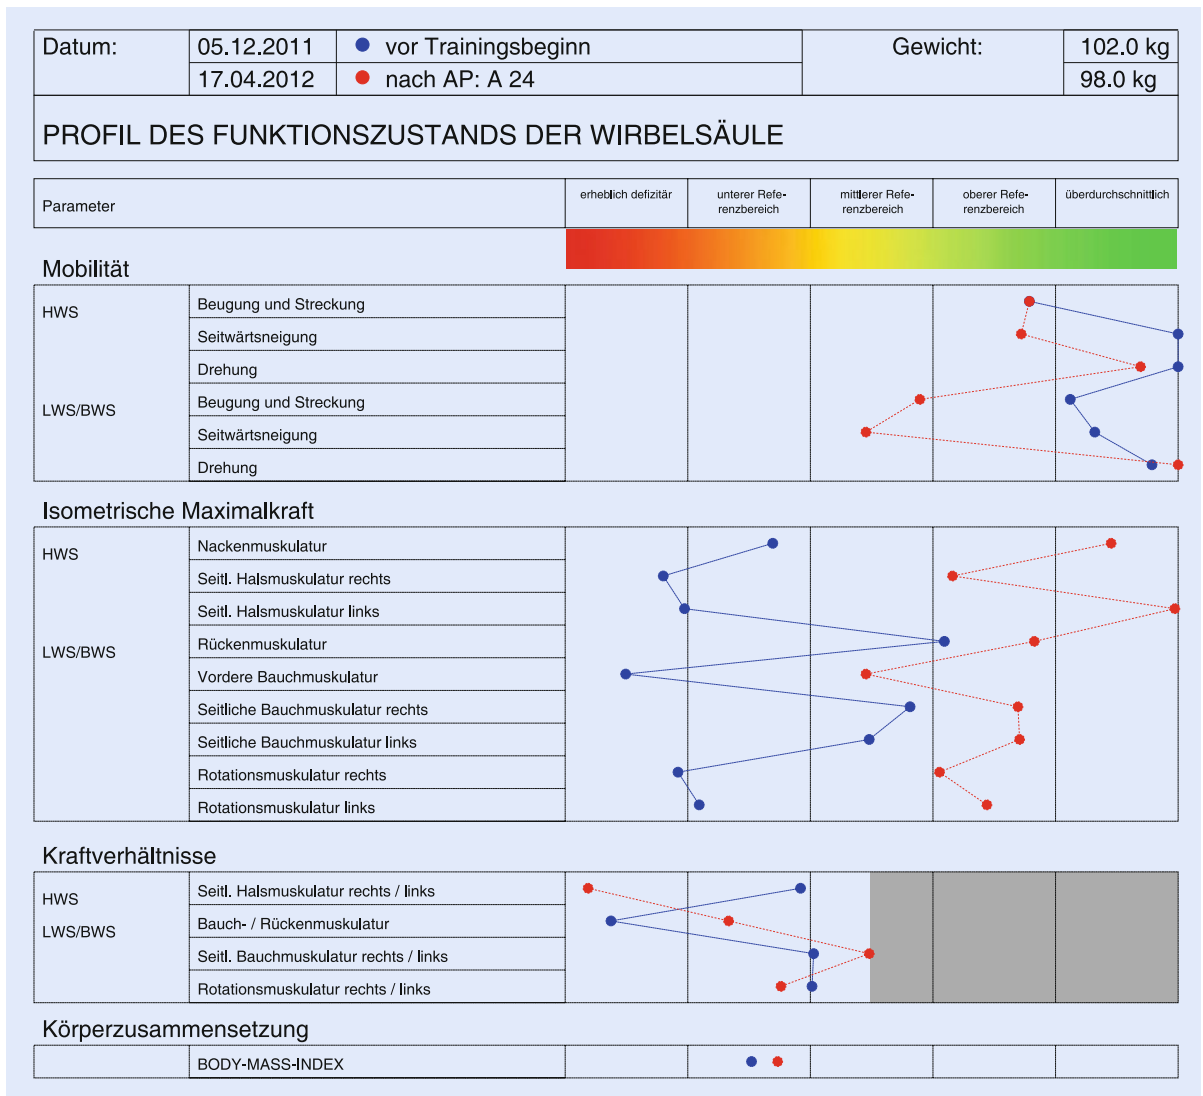 Datum: 05.12.2011 vor Trainingsbeginn Gewicht: 102.0 kg
17.04.2012 nach AP: A 24 98.0 kg
PROFIL DES FUNKTIONSZUSTANDS DER WIRBELSÄULE
Parameter
erheblich defizitär
unterer Refe-
renzbereich
mittlerer Refe-
renzbereich
oberer Refe-
renzbereich
überdurchschnittlich
Mobilität
HWS Beugung und Streckung
Seitwärtsneigung
Drehung
LWS/BWS Beugung und Streckung
Seitwärtsneigung
Drehung
Isometrische Maximalkraft
HWS Nackenmuskulatur
Seitl. Halsmuskulatur rechts
Seitl. Halsmuskulatur links
LWS/BWS Rückenmuskulatur
Vordere Bauchmuskulatur
Seitliche Bauchmuskulatur rechts
Seitliche Bauchmuskulatur links
Rotationsmuskulatur rechts
Rotationsmuskulatur links
Kraftverhältnisse
HWS Seitl. Halsmuskulatur rechts / links
LWS/BWS Bauch- / Rückenmuskulatur
Seitl. Bauchmuskulatur rechts / links
Rotationsmuskulatur rechts / links
Körperzusammensetzung
BODY-MASS-INDEX